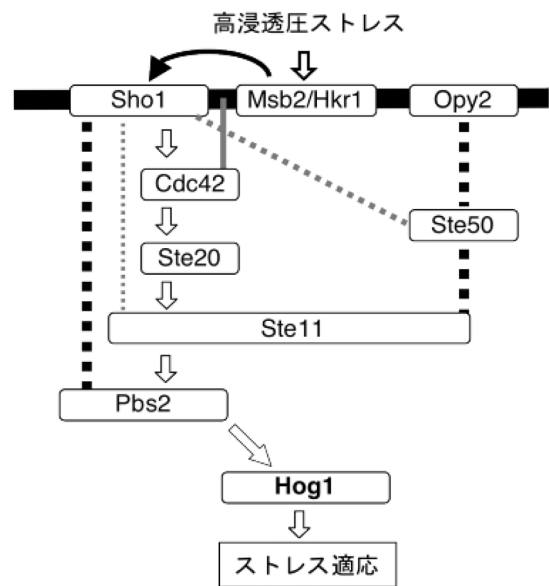 高浸透圧ストレス
Sho1
Msb2/Hkr1
Opy2
Cdc42
Ste50
Ste20
Ste11
Pbs2
Hog1
ストレス適応